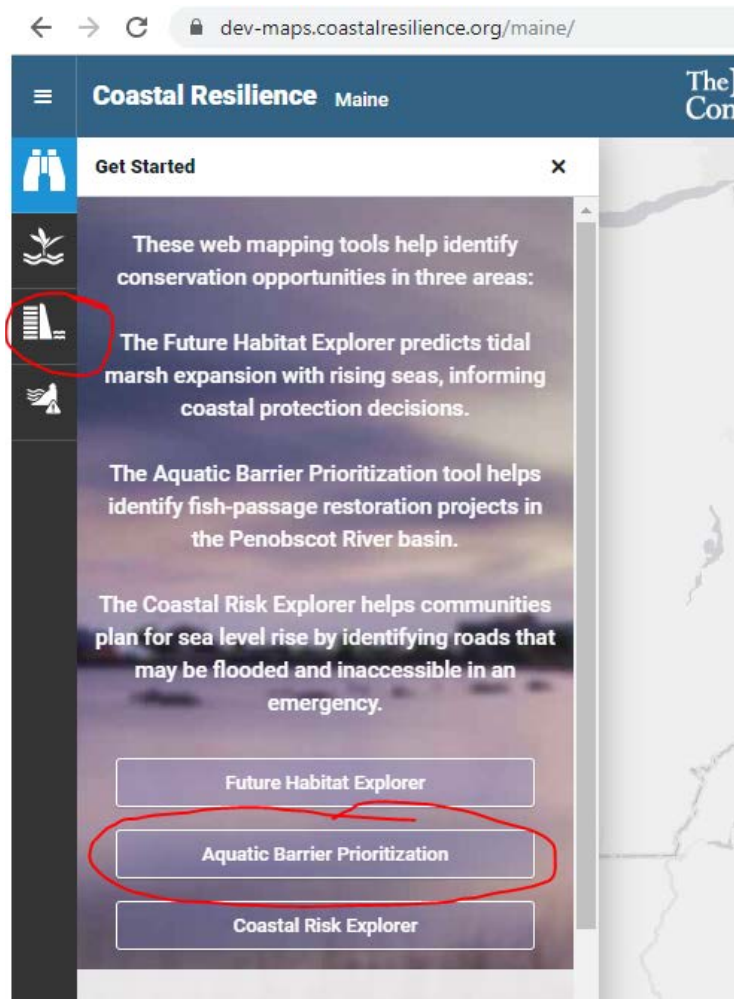 dev-maps.coastalresilience.org/maine/
Coastal Resilience Maine
The
Get Started
These web mapping tools help identify
conservation opportunities in three areas:
The Future Habitat Explorer predicts tidal
marsh expansion with rising seas, informing
coastal protection decisions.
The Aquatic Barrier Prioritization tool helps
identify fish-passage restoration projects in
the Penobscot River basin.
The Coastal Risk Explorer helps communities
plan for sea level rise by identifying roads that
may be flooded and inaccessible in an
emergency.
Future Habitat Explorer
Aquatic Barrier Prioritization
Coastal Risk Explorer